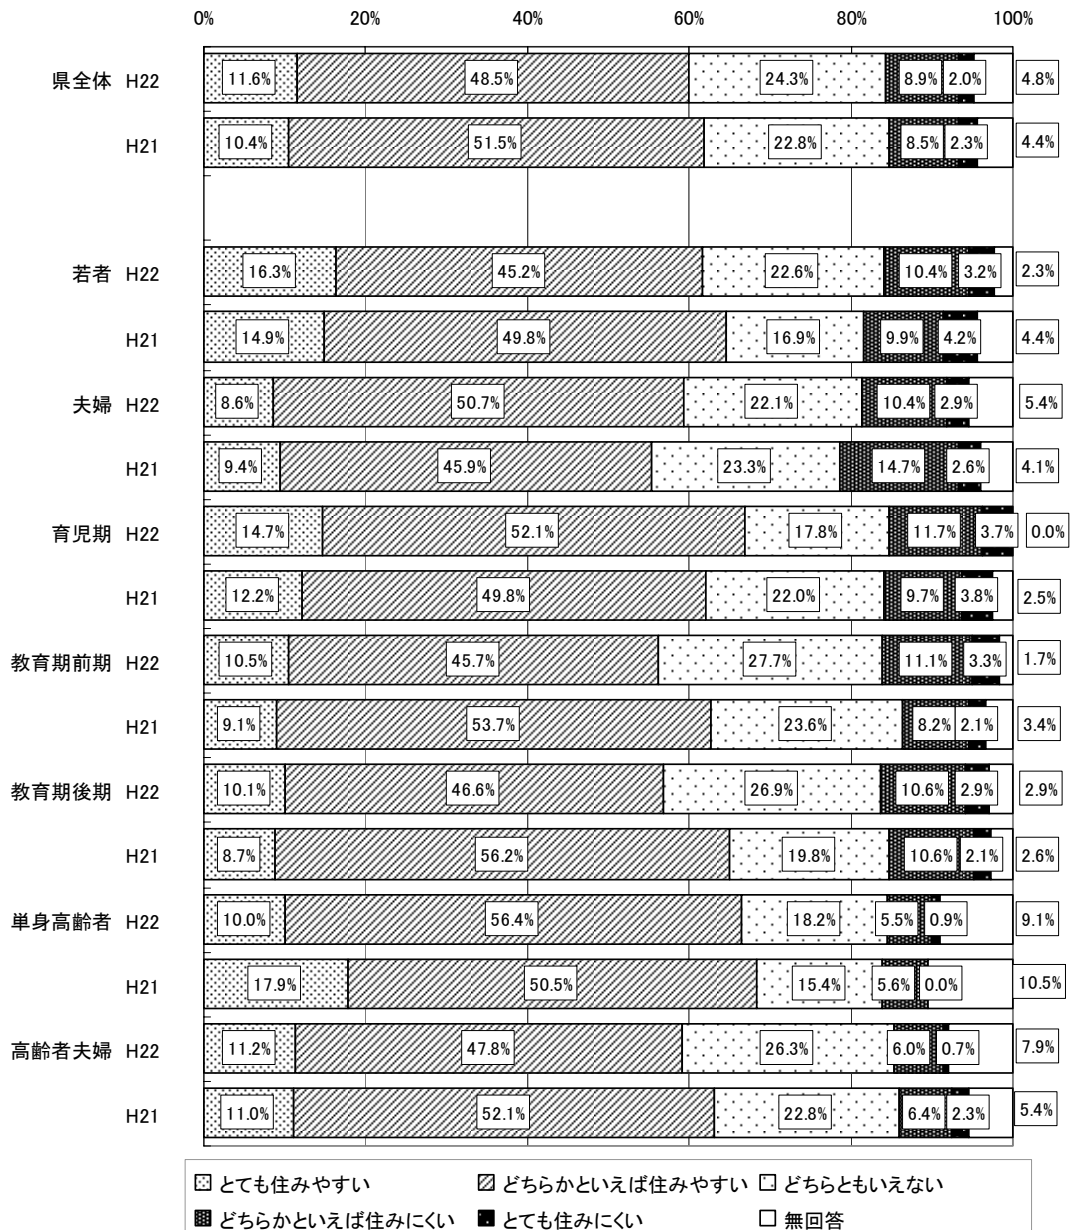 0% 20% 40% 60% 80% 100%
県全体 H22 11.6% 48.5% 24.3% 8.9% 2.0% 4.8%
H21 10.4% 51.5% 22.8% 8.5% 2.3% 4.4%
若者 H22 16.3% 45.2% 22.6% 10.4% 3.2% 2.3%
H21 14.9% 49.8% 16.9% 9.9% 4.2% 4.4%
夫婦 H22 8.6% 50.7% 22.1% 10.4% 2.9% 5.4%
H21 9.4% 45.9% 23.3% 14.7% 2.6% 4.1%
育児期 H22 14.7% 52.1% 17.8% 11.7% 3.7% 0.0%
H21 12.2% 49.8% 22.0% 9.7% 3.8% 2.5%
教育期前期 H22 10.5% 45.7% 27.7% 11.1% 3.3% 1.7%
H21 9.1% 53.7% 23.6% 8.2% 2.1% 3.4%
教育期後期 H22 10.1% 46.6% 26.9% 10.6% 2.9% 2.9%
H21 8.7% 56.2% 19.8% 10.6% 2.1% 2.6%
単身高齢者 H22 10.0% 56.4% 18.2% 5.5% 0.9% 9.1%
H21 17.9% 50.5% 15.4% 5.6% 0.0% 10.5%
高齢者夫婦 H22 11.2% 47.8% 26.3% 6.0% 0.7% 7.9%
H21 11.0% 52.1% 22.8% 6.4% 2.3% 5.4%
とても住みやすい どちらかといえば住みやすい どちらともいえない
どちらかといえば住みにくい とても住みにくい 無回答